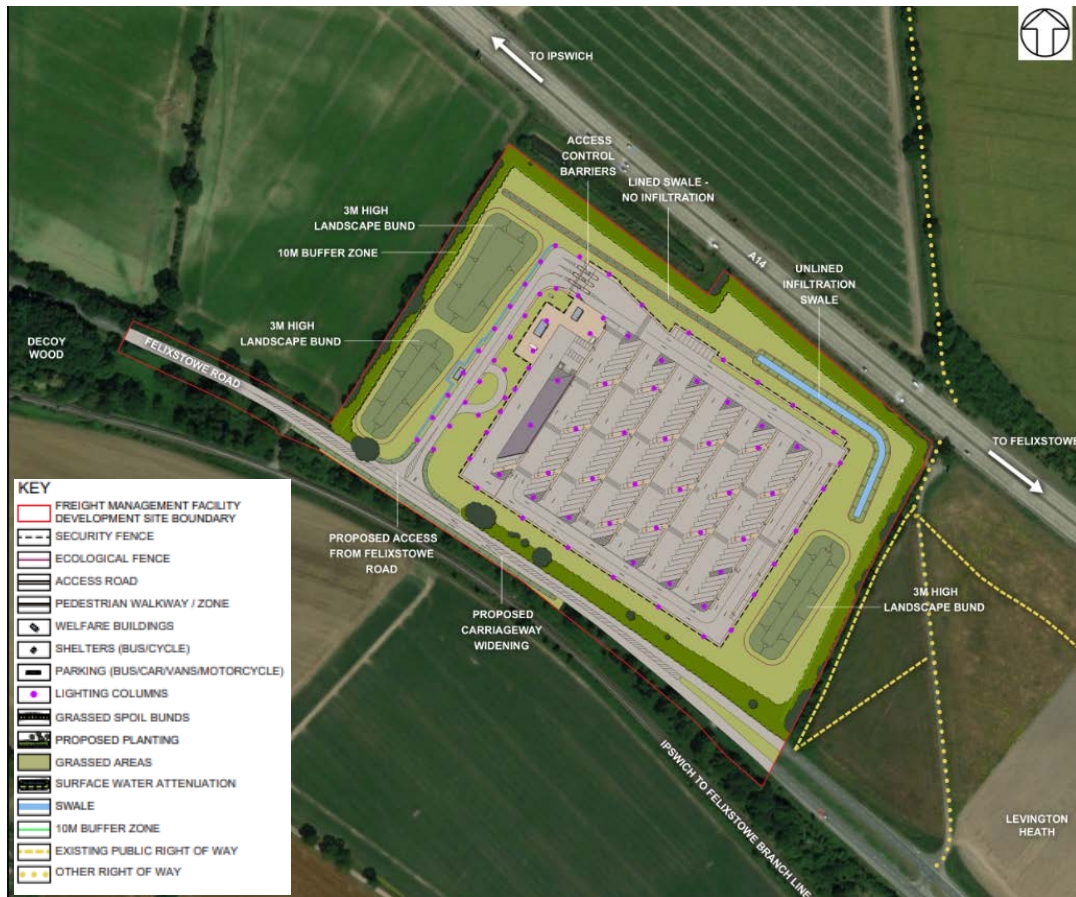 TO IPSWICH
ACCESS
CONTROL
BARRIERS
LINED SWALE -
NO INFILTRATION
3M HIGH
LANDSCAPE BUND
10M BUFFER ZONE
A14
UNLINED
INFILTRATION
SWALE
3M HIGH
LANDSCAPE BUND
DECOY
WOOD
FELIXSTOWE ROAD
TO FELIXSTOWE
PROPOSED ACCESS
FROM FELIXSTOWE
ROAD
3M HIGH
LANDSCAPE BUND
PROPOSED
CARRIAGEWAY
WIDENING
IPSWICH TO FELIXSTOWE BRANCH LINE
LEVINGTON
HEATH
KEY
FREIGHT MANAGEMENT FACILITY
DEVELOPMENT SITE BOUNDARY
SECURITY FENCE
ECOLOGICAL FENCE
ACCESS ROAD
PEDESTRIAN WALKWAY / ZONE
WELFARE BUILDINGS
SHELTERS (BUS/CYCLE)
PARKING (BUS/CAR/VANS/MOTORCYCLE)
LIGHTING COLUMNS
GRASSED SPOIL BUNDS
PROPOSED PLANTING
GRASSED AREAS
SURFACE WATER ATTENUATION
SWALE
10M BUFFER ZONE
EXISTING PUBLIC RIGHT OF WAY
OTHER RIGHT OF WAY